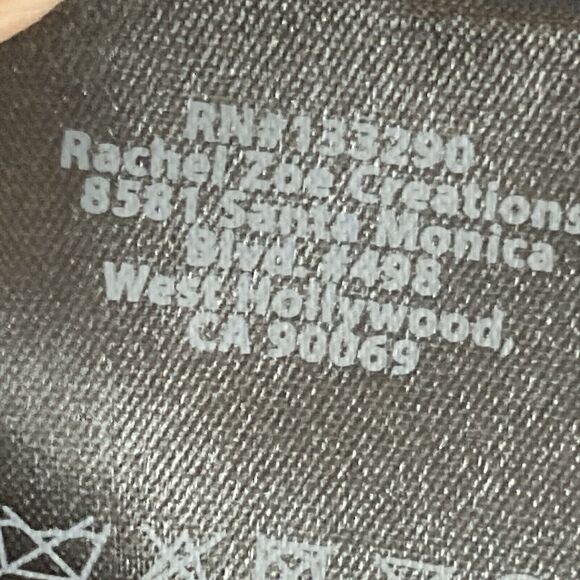 RN#133290
Rachel Zoe Creations
8581 Santa Monica
Blvd. #498
West Hollywood,
CA 90069